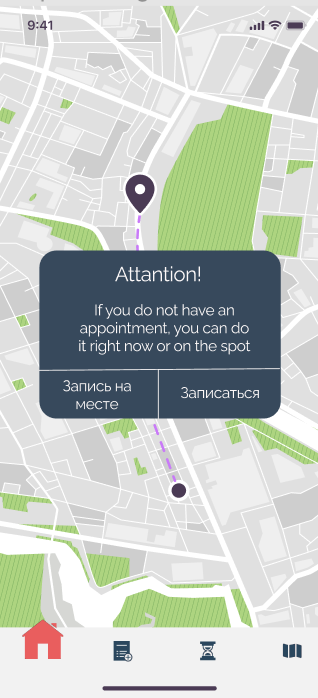 9:41
Attantion!
If you do not have an
appointment, you can do
it right now or on the spot
Запись на
месте
Записаться